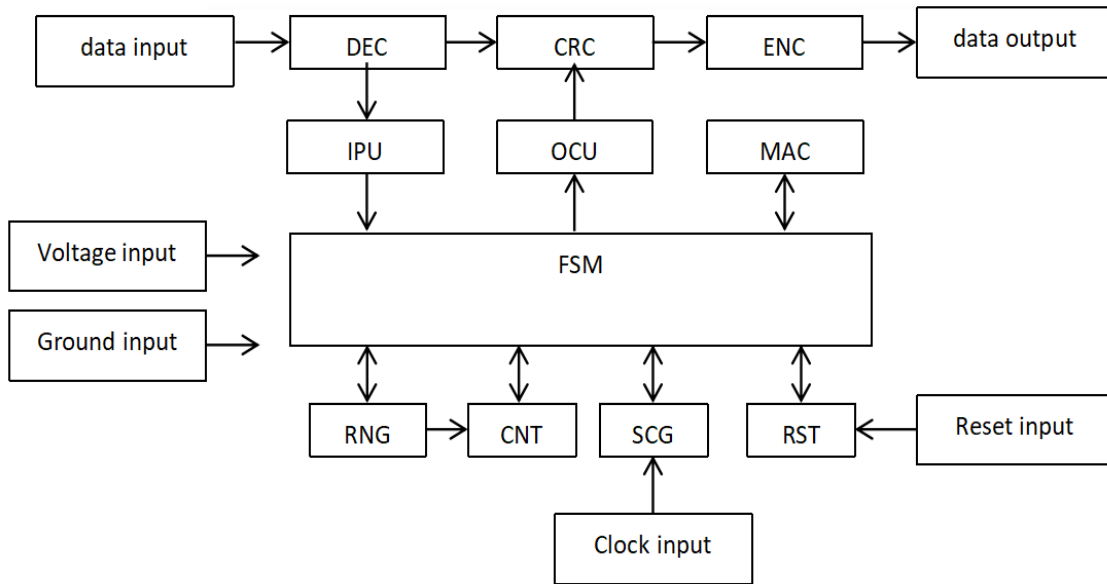 data input
DEC
CRC
ENC
data output
IPU
OCU
MAC
Voltage input
FSM
Ground input
RNG
CNT
SCG
RST
Reset input
Clock input